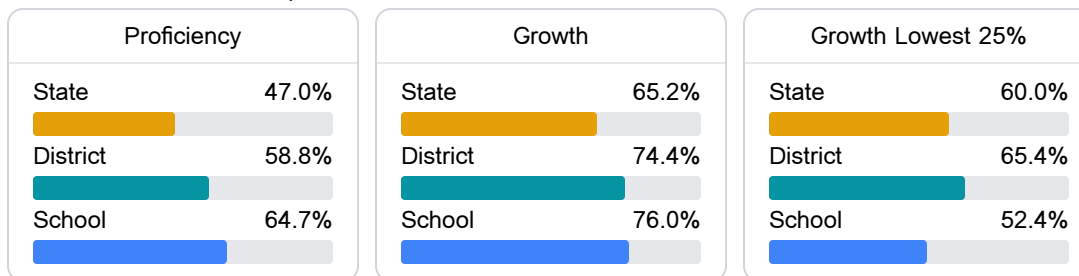 Proficiency
State 47.0%
District 58.8%
School 64.7%
Growth
State 65.2%
District 74.4%
School 76.0%
Growth Lowest 25%
State 60.0%
District 65.4%
School 52.4%